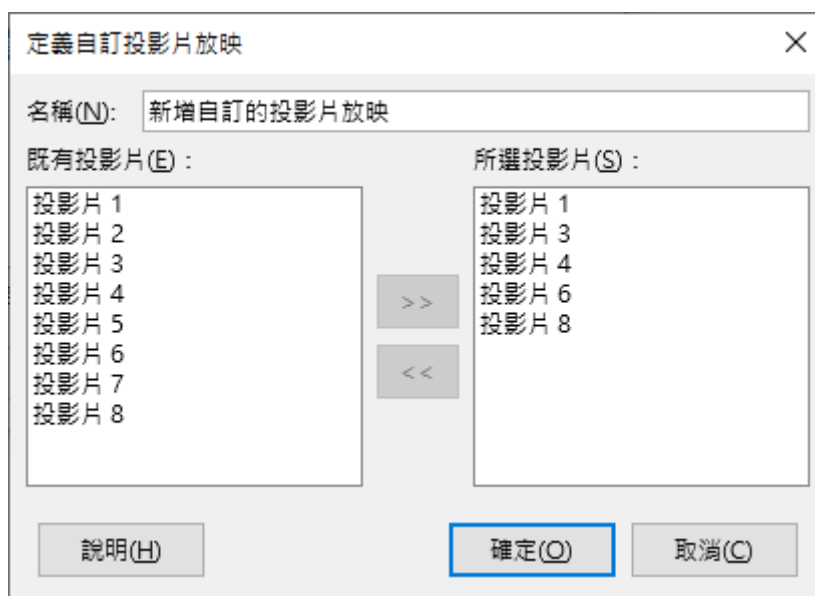 定義自訂投影片放映
名稱(N): 新增自訂的投影片放映
既有投影片(E)：
投影片 1
投影片 2
投影片 3
投影片 4
投影片 5
投影片 6
投影片 7
投影片 8
>>
<<
所選投影片(S)：
投影片 1
投影片 3
投影片 4
投影片 6
投影片 8
說明(H)
確定(O)
取消(C)